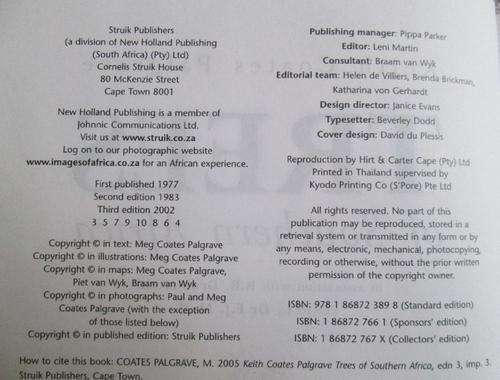 Struik Publishers
(a division of New Holland Publishing
(South Africa) (Pty) Ltd)
Cornelis Struik House
80 McKenzie Street
Cape Town 8001
New Holland Publishing is a member of
Johnnic Communications Ltd.
Visit us at www.struik.co.za
Log on to our photographic website
www.imagesofafrica.co.za for an African experience.
First published 1977
Second edition 1983
Third edition 2002
3 5 7 9 10 8 6 4
Copyright © in text: Meg Coates Palgrave
Copyright © in illustrations: Meg Coates Palgrave
Copyright © in maps: Meg Coates Palgrave,
Piet van Wyk, Braam van Wyk
Copyright © in photographs: Paul and Meg
Coates Palgrave (with the exception
of those listed below)
Copyright © in published edition: Struik Publishers
Publishing manager: Pippa Parker
Editor: Leni Martin
Consultant: Braam van Wyk
Editorial team: Helen de Villiers, Brenda Brickman,
Katharina von Gerhardt
Design director: Janice Evans
Typesetter: Beverley Dodd
Cover design: David du Plessis
Reproduction by Hirt & Carter Cape (Pty) Ltd
Printed in Thailand supervised by
Kyodo Printing Co (S'Pore) Pte Ltd
All rights reserved. No part of this
publication may be reproduced, stored in a
retrieval system or transmitted in any form or by
any means, electronic, mechanical, photocopying,
recording or otherwise, without the prior written
permission of the copyright owner.
ISBN: 978 1 86872 389 8 (Standard edition)
ISBN: 1 86872 766 1 (Sponsors' edition)
ISBN: 1 86872 767 X (Collectors' edition)
How to cite this book: COATES PALGRAVE, M. 2005 Keith Coates Palgrave Trees of Southern Africa, edn 3, imp. 3.
Struik Publishers, Cape Town.